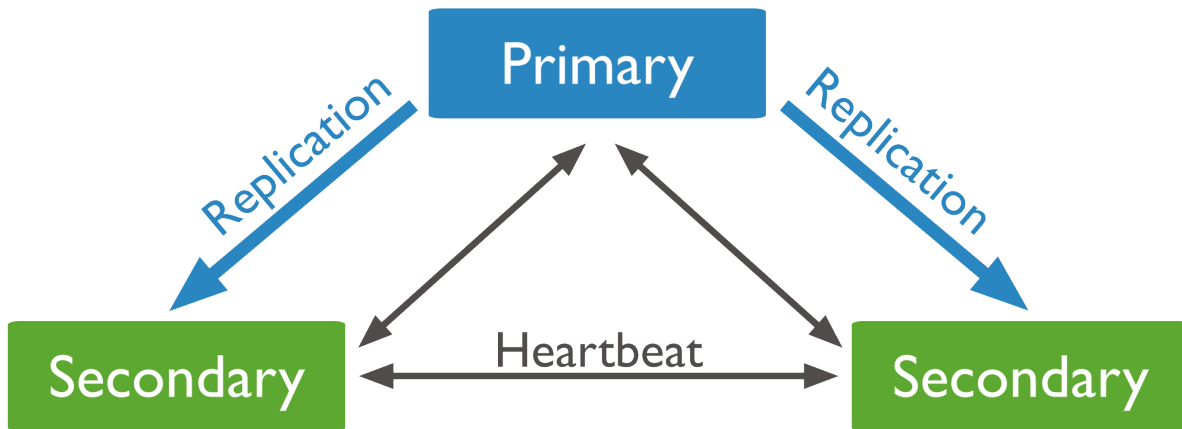 Primary
Replication
Replication
Heartbeat
Secondary
Secondary